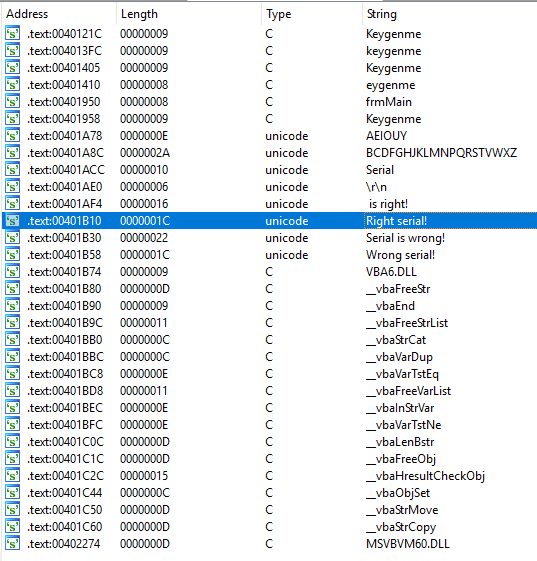 Address Length Type String
's' .text:0040121C 00000009 C Keygenme
's' .text:004013FC 00000009 C keygenme
's' .text:00401405 00000009 C Keygenme
's' .text:00401410 00000008 C eygenme
's' .text:00401950 00000008 C frmMain
's' .text:00401958 00000009 C Keygenme
's' .text:00401A78 0000000E unicode AEIOUY
's' .text:00401A8C 0000002A unicode BCDFGHJKLMNPQRSTVWXZ
's' .text:00401ACC 00000010 unicode Serial
's' .text:00401AE0 00000006 unicode \r\n
's' .text:00401AF4 00000016 unicode is right!
's' .text:00401B10 0000001C unicode Right serial!
's' .text:00401B30 00000022 unicode Serial is wrong!
's' .text:00401B58 0000001C unicode Wrong serial!
's' .text:00401B74 00000009 C VBA6.DLL
's' .text:00401B80 0000000D C __vbaFreeStr
's' .text:00401B90 00000009 C __vbaEnd
's' .text:00401B9C 00000011 C __vbaFreeStrList
's' .text:00401BB0 0000000C C __vbaStrCat
's' .text:00401BBC 0000000C C __vbaVarDup
's' .text:00401BC8 0000000E C __vbaVarTstEq
's' .text:00401BD8 00000011 C __vbaFreeVarList
's' .text:00401BEC 0000000E C __vbaInStrVar
's' .text:00401BFC 0000000E C __vbaVarTstNe
's' .text:00401C0C 0000000D C __vbaLenBstr
's' .text:00401C1C 0000000D C __vbaFreeObj
's' .text:00401C2C 00000015 C __vbaHresultCheckObj
's' .text:00401C44 0000000C C __vbaObjSet
's' .text:00401C50 0000000D C __vbaStrMove
's' .text:00401C60 0000000D C __vbaStrCopy
's' .text:00402274 0000000D C MSVBVM60.DLL